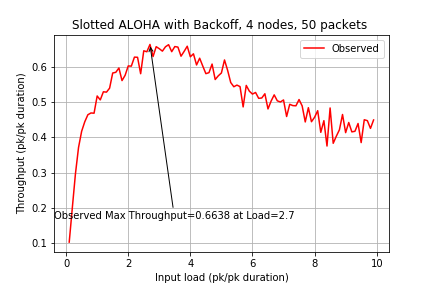 Slotted ALOHA with Backoff, 4 nodes, 50 packets
Observed
Throughput (pk/pk duration)
0.6
0.5
0.4
0.3
0.2
0.1
Observed Max Throughput=0.6638 at Load=2.7
0 2 4 6 8 10
Input load (pk/pk duration)